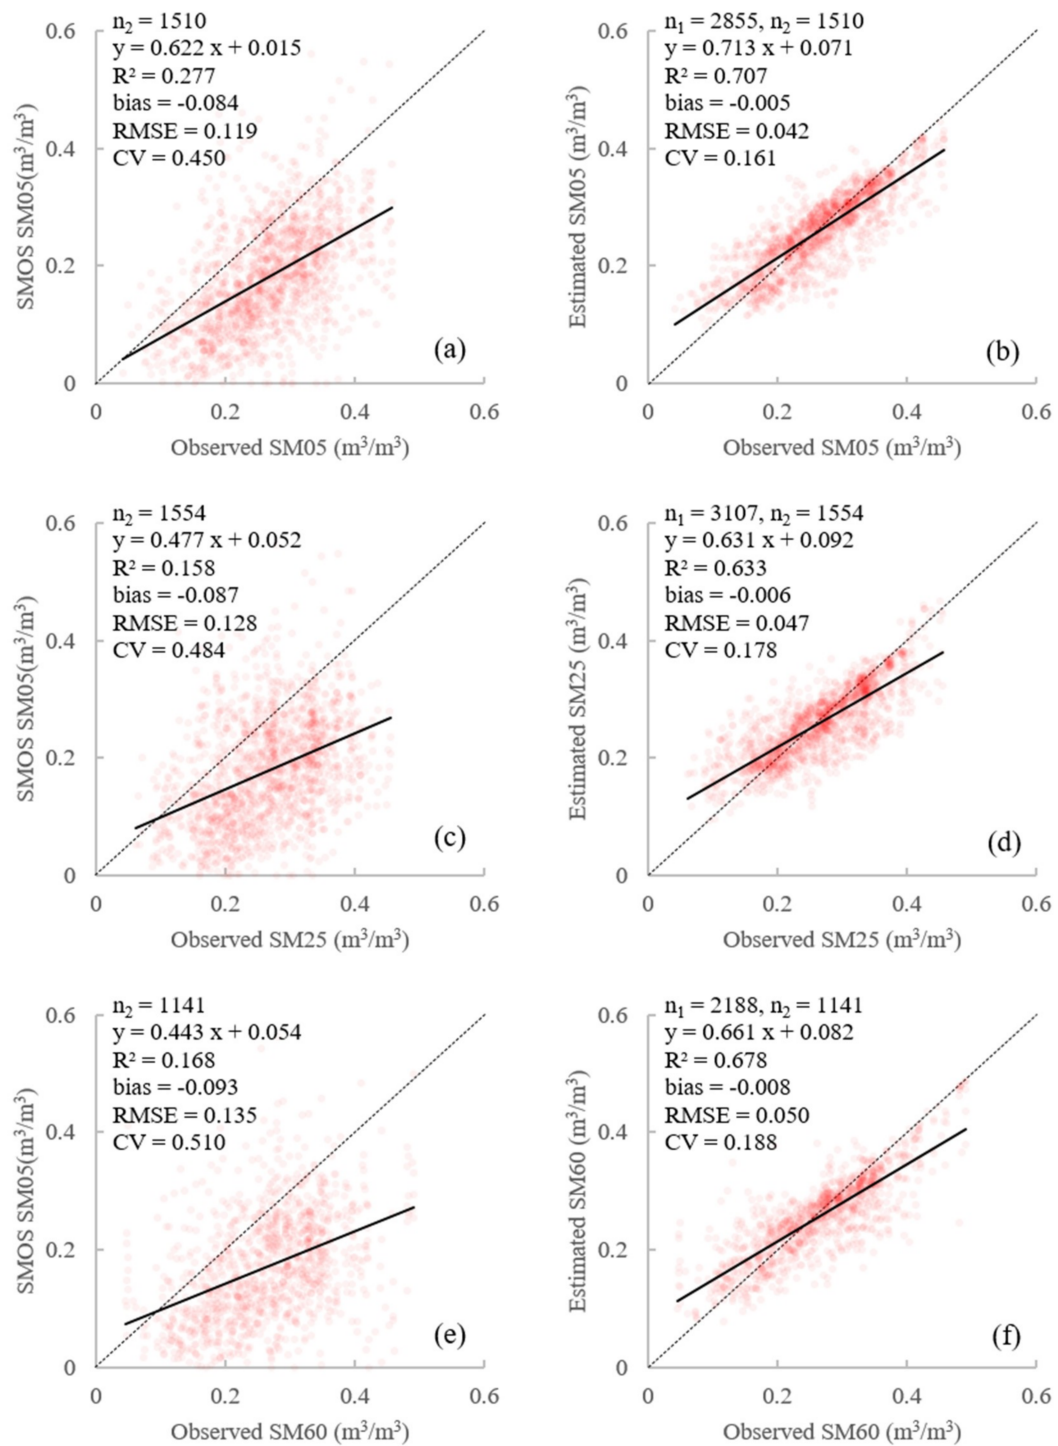 n₂ = 1510
y = 0.622 x + 0.015
R² = 0.277
bias = -0.084
RMSE = 0.119
CV = 0.450
0.6
0.4
0.2
0
SMOS SM05(m³/m³)
(a)
0 0.2 0.4 0.6
Observed SM05 (m³/m³)
n₁ = 2855, n₂ = 1510
y = 0.713 x + 0.071
R² = 0.707
bias = -0.005
RMSE = 0.042
CV = 0.161
0.6
0.4
0.2
0
Estimated SM05 (m³/m³)
(b)
0 0.2 0.4 0.6
Observed SM05 (m³/m³)
n₂ = 1554
y = 0.477 x + 0.052
R² = 0.158
bias = -0.087
RMSE = 0.128
CV = 0.484
0.6
0.4
0.2
0
SMOS SM05(m³/m³)
(c)
0 0.2 0.4 0.6
Observed SM25 (m³/m³)
n₁ = 3107, n₂ = 1554
y = 0.631 x + 0.092
R² = 0.633
bias = -0.006
RMSE = 0.047
CV = 0.178
0.6
0.4
0.2
0
Estimated SM25 (m³/m³)
(d)
0 0.2 0.4 0.6
Observed SM25 (m³/m³)
n₂ = 1141
y = 0.443 x + 0.054
R² = 0.168
bias = -0.093
RMSE = 0.135
CV = 0.510
0.6
0.4
0.2
0
SMOS SM05(m³/m³)
(e)
0 0.2 0.4 0.6
Observed SM60 (m³/m³)
n₁ = 2188, n₂ = 1141
y = 0.661 x + 0.082
R² = 0.678
bias = -0.008
RMSE = 0.050
CV = 0.188
0.6
0.4
0.2
0
Estimated SM60 (m³/m³)
(f)
0 0.2 0.4 0.6
Observed SM60 (m³/m³)